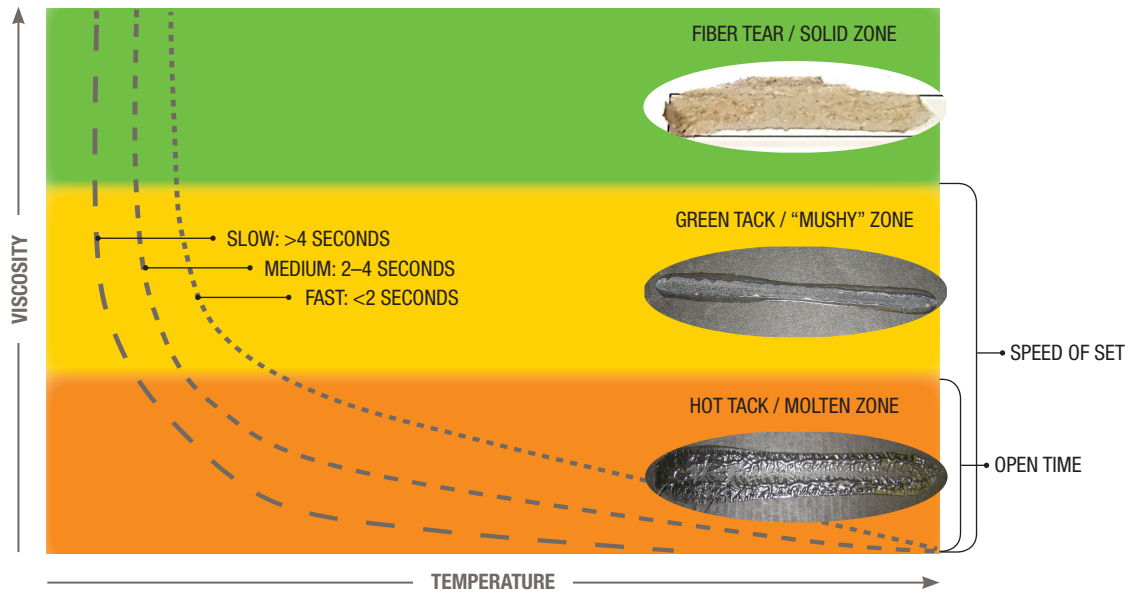 FIBER TEAR / SOLID ZONE
GREEN TACK / “MUSHY” ZONE
SLOW: >4 SECONDS
MEDIUM: 2–4 SECONDS
FAST: <2 SECONDS
VISCOSITY
SPEED OF SET
HOT TACK / MOLTEN ZONE
OPEN TIME
TEMPERATURE